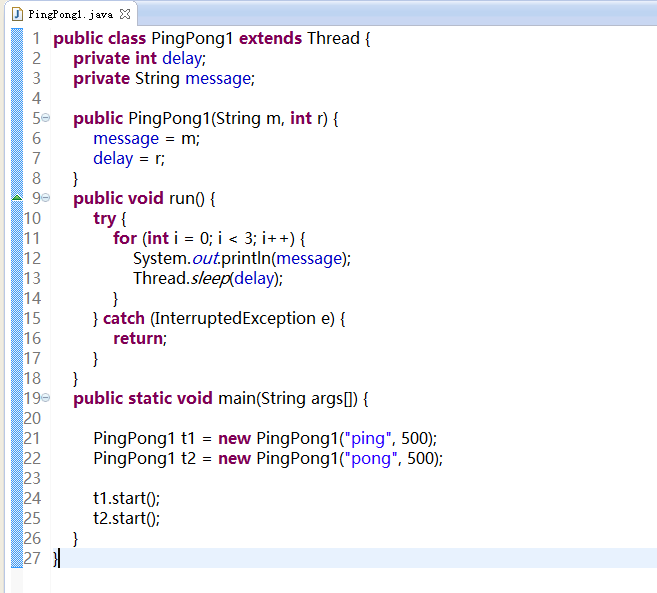 PingPong1.java
1 public class PingPong1 extends Thread {
2 private int delay;
3 private String message;
4
5 public PingPong1(String m, int r) {
6 message = m;
7 delay = r;
8 }
9 public void run() {
10 try {
11 for (int i = 0; i < 3; i++) {
12 System.out.println(message);
13 Thread.sleep(delay);
14 }
15 } catch (InterruptedException e) {
16 return;
17 }
18 }
19 public static void main(String args[]) {
20
21 PingPong1 t1 = new PingPong1("ping", 500);
22 PingPong1 t2 = new PingPong1("pong", 500);
23
24 t1.start();
25 t2.start();
26 }
27 }